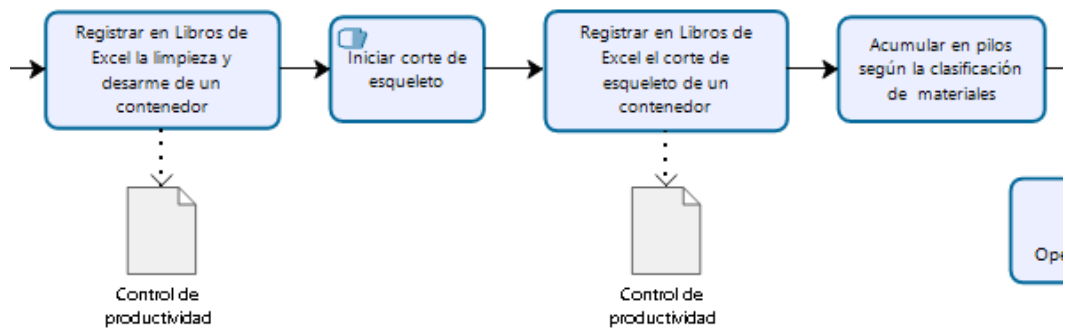 Registrar en Libros de
Excel la limpieza y
desarme de un
contenedor
Iniciar corte de
esqueleto
Registrar en Libros de
Excel el corte de
esqueleto de un
contenedor
Acumular en pilos
según la clasificación
de materiales
Control de
productividad
Control de
productividad
Ope